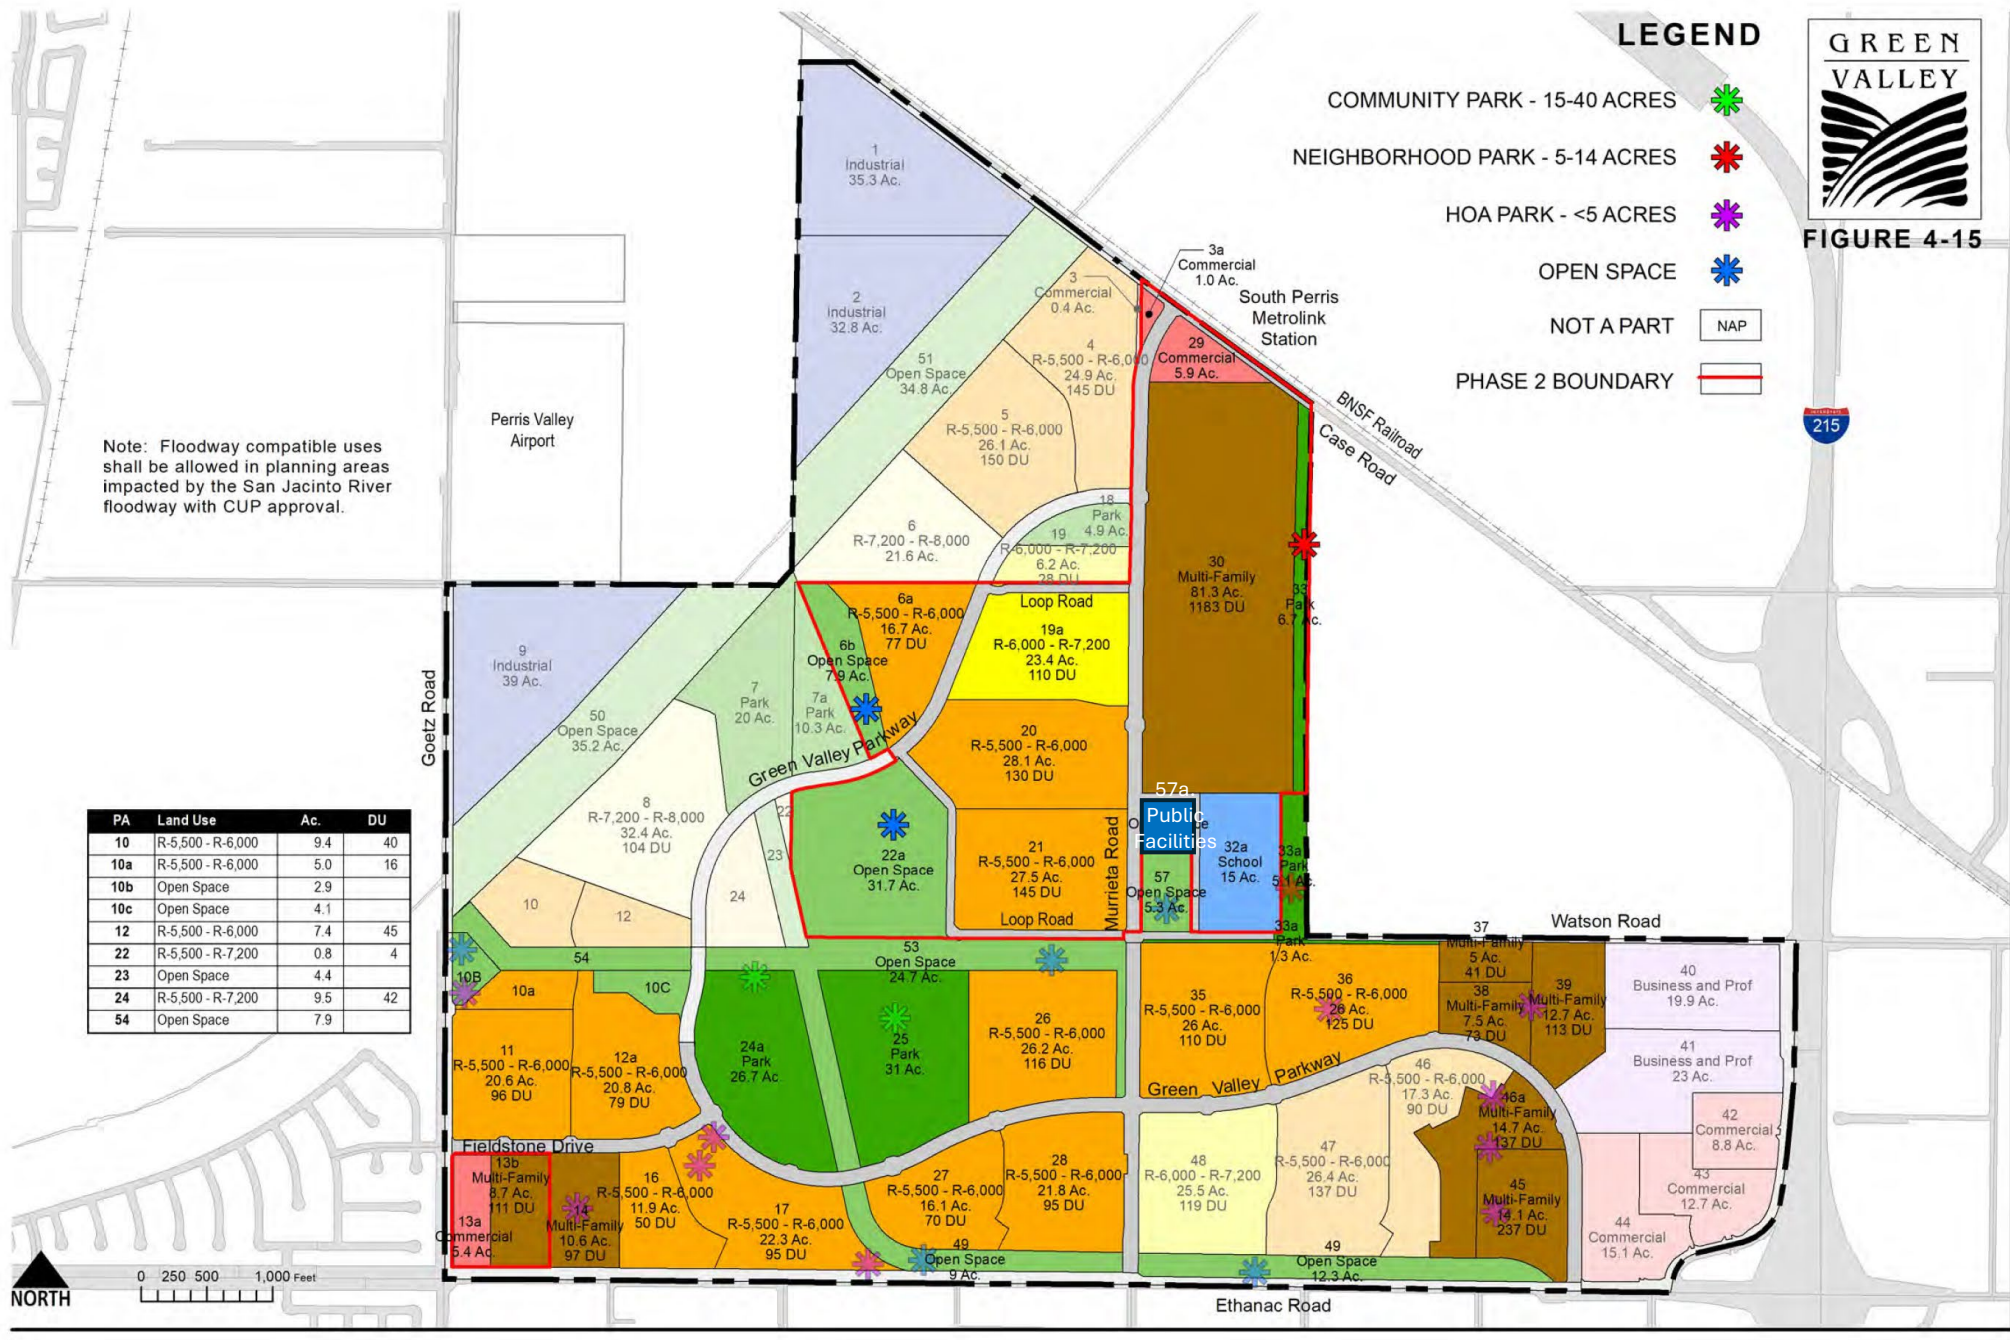 LEGEND
GREEN
VALLEY
FIGURE 4-15
COMMUNITY PARK - 15-40 ACRES
NEIGHBORHOOD PARK - 5-14 ACRES
HOA PARK - <5 ACRES
OPEN SPACE
NOT A PART
NAP
PHASE 2 BOUNDARY
INTERSTATE
215
1
Industrial
35.3 Ac.
2
Industrial
32.8 Ac.
3a
Commercial
1.0 Ac.
3
Commercial
0.4 Ac.
South Perris
Metrolink
Station
29
Commercial
5.9 Ac.
4
R-5,500 - R-6,000
24.9 Ac.
145 DU
51
Open Space
34.8 Ac.
5
R-5,500 - R-6,000
26.1 Ac.
150 DU
BNSF Railroad
Case Road
Perris Valley
Airport
Note: Floodway compatible uses
shall be allowed in planning areas
impacted by the San Jacinto River
floodway with CUP approval.
18
Park
4.9 Ac.
6
R-7,200 - R-8,000
21.6 Ac.
19
R-6,000 - R-7,200
6.2 Ac.
28 DU
30
Multi-Family
81.3 Ac.
1183 DU
33
Park
6.7 Ac.
Loop Road
6a
R-5,500 - R-6,000
16.7 Ac.
77 DU
19a
R-6,000 - R-7,200
23.4 Ac.
110 DU
6b
Open Space
7.9 Ac.
9
Industrial
39 Ac.
Goetz Road
7
Park
20 Ac.
7a
Park
10.3 Ac.
50
Open Space
35.2 Ac.
Green Valley Parkway
20
R-5,500 - R-6,000
28.1 Ac.
130 DU
8
R-7,200 - R-8,000
32.4 Ac.
104 DU
22
23
24
22a
Open Space
31.7 Ac.
21
R-5,500 - R-6,000
27.5 Ac.
145 DU
Murrieta Road
57a.
Public
Facilities
57
Open Space
5.3 Ac.
32a
School
15 Ac.
33a
Park
5.1 Ac.
Loop Road
33a
Park
1.3 Ac.
Watson Road
PA Land Use Ac. DU
10 R-5,500 - R-6,000 9.4 40
10a R-5,500 - R-6,000 5.0 16
10b Open Space 2.9
10c Open Space 4.1
12 R-5,500 - R-6,000 7.4 45
22 R-5,500 - R-7,200 0.8 4
23 Open Space 4.4
24 R-5,500 - R-7,200 9.5 42
54 Open Space 7.9
10
12
54
53
Open Space
24.7 Ac.
10B
10a
10C
37
Multi-Family
5 Ac.
41 DU
38
Multi-Family
7.5 Ac.
73 DU
39
Multi-Family
12.7 Ac.
113 DU
40
Business and Prof
19.9 Ac.
35
R-5,500 - R-6,000
26 Ac.
110 DU
36
R-5,500 - R-6,000
26 Ac.
125 DU
26
R-5,500 - R-6,000
26.2 Ac.
116 DU
25
Park
31 Ac.
24a
Park
26.7 Ac.
11
R-5,500 - R-6,000
20.6 Ac.
96 DU
12a
R-5,500 - R-6,000
20.8 Ac.
79 DU
41
Business and Prof
23 Ac.
Green Valley Parkway
46
R-5,500 - R-6,000
17.3 Ac.
90 DU
46a
Multi-Family
14.7 Ac.
137 DU
42
Commercial
8.8 Ac.
Fieldstone Drive
13b
Multi-Family
8.7 Ac.
111 DU
13a
Commercial
5.4 Ac.
14
Multi-Family
10.6 Ac.
97 DU
16
R-5,500 - R-6,000
11.9 Ac.
50 DU
17
R-5,500 - R-6,000
22.3 Ac.
95 DU
27
R-5,500 - R-6,000
16.1 Ac.
70 DU
28
R-5,500 - R-6,000
21.8 Ac.
95 DU
48
R-6,000 - R-7,200
25.5 Ac.
119 DU
47
R-5,500 - R-6,000
26.4 Ac.
137 DU
45
Multi-Family
14.1 Ac.
237 DU
43
Commercial
12.7 Ac.
44
Commercial
15.1 Ac.
49
Open Space
9 Ac.
49
Open Space
12.3 Ac.
Ethanac Road
NORTH
0 250 500 1,000 Feet